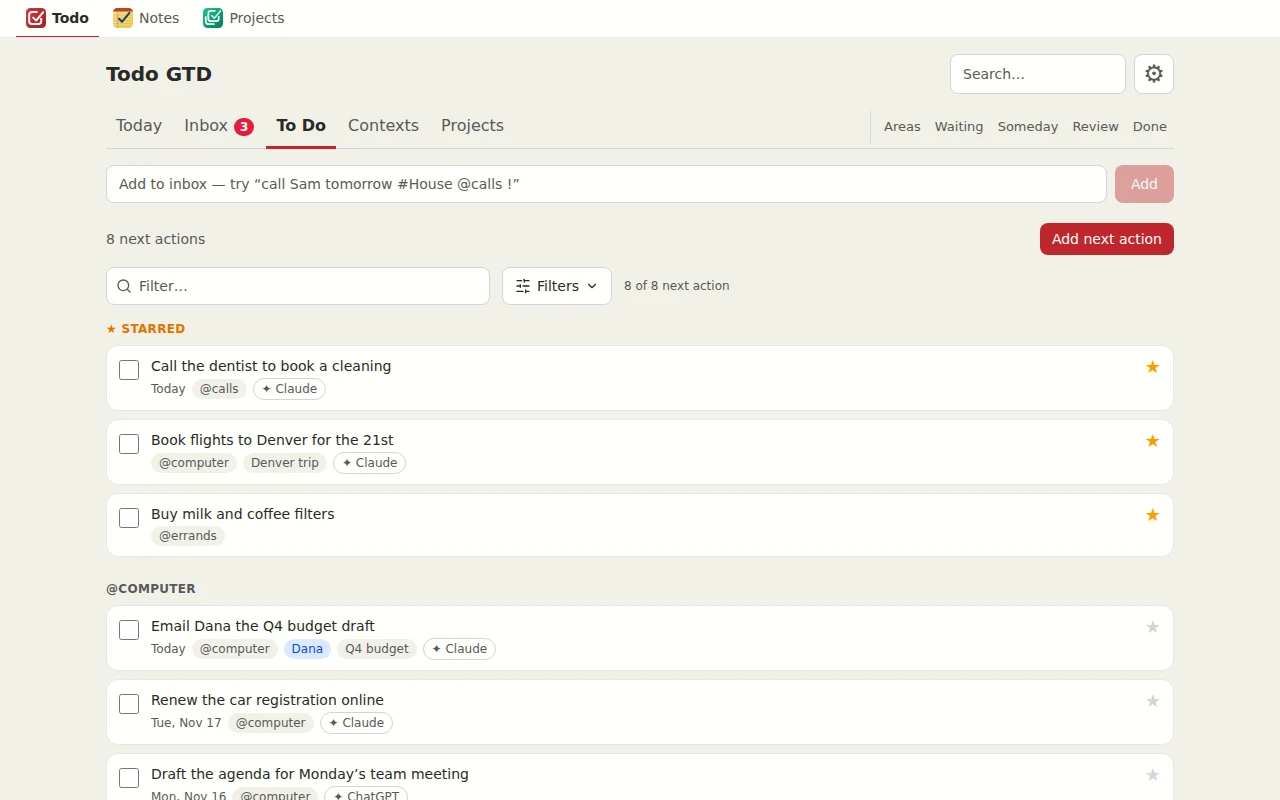 Todo Notes Projects
Todo GTD
Search…
Today Inbox 3 To Do Contexts Projects Areas Waiting Someday Review Done
Add to inbox — try “call Sam tomorrow #House @calls !” Add
8 next actions Add next action
Filter… Filters 8 of 8 next action
★ STARRED
Call the dentist to book a cleaning
Today @calls ✦ Claude
Book flights to Denver for the 21st
@computer Denver trip ✦ Claude
Buy milk and coffee filters
@errands
@COMPUTER
Email Dana the Q4 budget draft
Today @computer Dana Q4 budget ✦ Claude
Renew the car registration online
Tue, Nov 17 @computer ✦ Claude
Draft the agenda for Monday’s team meeting
Mon, Nov 16 @computer ✦ ChatGPT